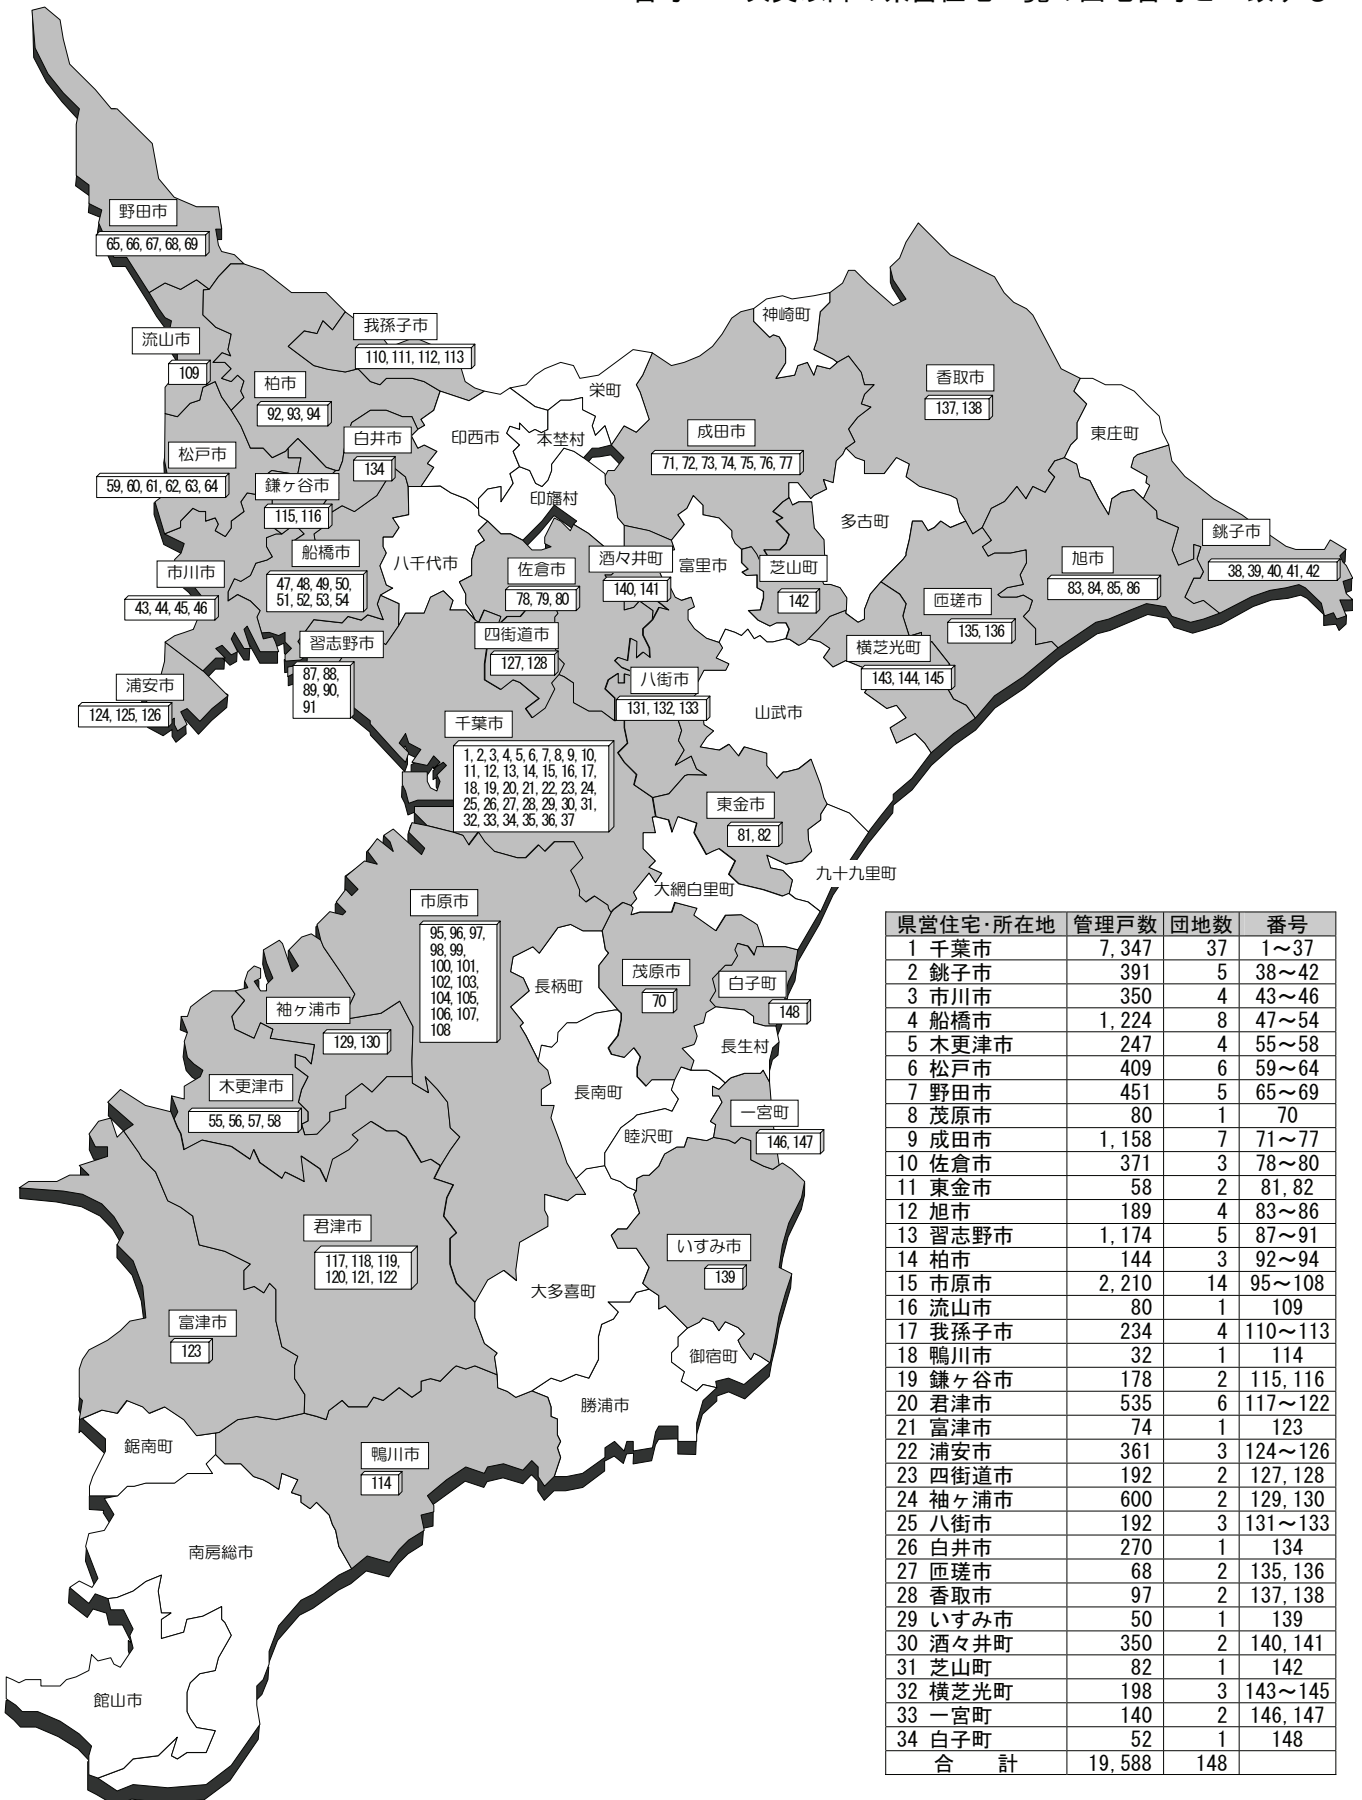 野田市
65, 66, 67, 68, 69
流山市
109
我孫子市
110, 111, 112, 113
柏市
92, 93, 94
松戸市
59, 60, 61, 62, 63, 64
白井市
134
鎌ヶ谷市
115, 116
市川市
43, 44, 45, 46
船橋市
47, 48, 49, 50,
51, 52, 53, 54
習志野市
87, 88,
89, 90,
91
浦安市
124, 125, 126
八千代市
印西市
本埜村
栄町
印旛村
神崎町
成田市
71, 72, 73, 74, 75, 76, 77
香取市
137, 138
東庄町
多古町
銚子市
38, 39, 40, 41, 42
旭市
83, 84, 85, 86
匝瑳市
135, 136
佐倉市
78, 79, 80
酒々井町
140, 141
富里市
芝山町
142
横芝光町
143, 144, 145
四街道市
127, 128
八街市
131, 132, 133
山武市
千葉市
1, 2, 3, 4, 5, 6, 7, 8, 9, 10,
11, 12, 13, 14, 15, 16, 17,
18, 19, 20, 21, 22, 23, 24,
25, 26, 27, 28, 29, 30, 31,
32, 33, 34, 35, 36, 37
東金市
81, 82
九十九里町
大網白里町
市原市
95, 96, 97,
98, 99,
100, 101,
102, 103,
104, 105,
106, 107,
108
茂原市
70
白子町
148
長柄町
長生村
長南町
睦沢町
一宮町
146, 147
袖ヶ浦市
129, 130
木更津市
55, 56, 57, 58
君津市
117, 118, 119,
120, 121, 122
富津市
123
いすみ市
139
大多喜町
御宿町
勝浦市
鴨川市
114
鋸南町
南房総市
館山市
県営住宅・所在地 管理戸数 団地数 番号
1 千葉市 7,347 37 1～37
2 銚子市 391 5 38～42
3 市川市 350 4 43～46
4 船橋市 1,224 8 47～54
5 木更津市 247 4 55～58
6 松戸市 409 6 59～64
7 野田市 451 5 65～69
8 茂原市 80 1 70
9 成田市 1,158 7 71～77
10 佐倉市 371 3 78～80
11 東金市 58 2 81, 82
12 旭市 189 4 83～86
13 習志野市 1,174 5 87～91
14 柏市 144 3 92～94
15 市原市 2,210 14 95～108
16 流山市 80 1 109
17 我孫子市 234 4 110～113
18 鴨川市 32 1 114
19 鎌ヶ谷市 178 2 115, 116
20 君津市 535 6 117～122
21 富津市 74 1 123
22 浦安市 361 3 124～126
23 四街道市 192 2 127, 128
24 袖ヶ浦市 600 2 129, 130
25 八街市 192 3 131～133
26 白井市 270 1 134
27 匝瑳市 68 2 135, 136
28 香取市 97 2 137, 138
29 いすみ市 50 1 139
30 酒々井町 350 2 140, 141
31 芝山町 82 1 142
32 横芝光町 198 3 143～145
33 一宮町 140 2 146, 147
34 白子町 52 1 148
合 計 19,588 148